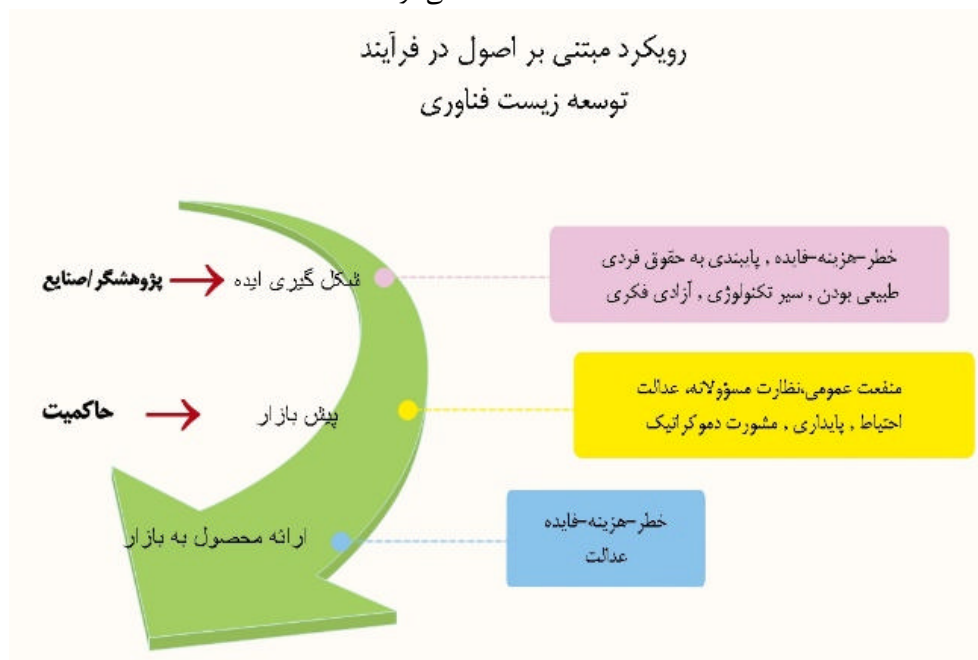 رویکرد مبتنی بر اصول در فرآیند
توسعه زیست فناوری
خطر-هزینه-فایده , پایبندی به حقوق فردی
طبیعی بودن , سیر تکنولوژی , آزادی فکری
شکل گیری ایده
پژوهشگر/صنایع
منفعت عمومی،نظارت مسؤولانه، عدالت
احتیاط , پایداری , مشورت دموکراتیک
پیش بازار
حاکمیت
خطر-هزینه-فایده
عدالت
ارائه محصول به بازار